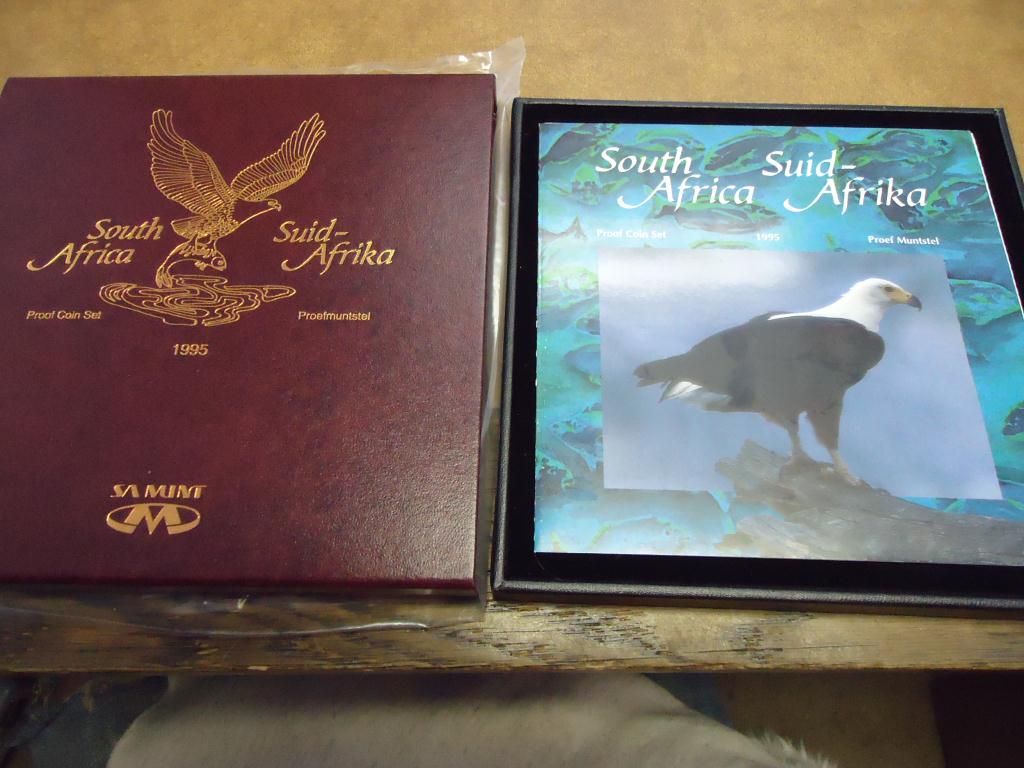 South
Africa
Suid-
Afrika
Proof Coin Set
Proefmuntstel
1995
SA MINT
South
Africa
Suid-
Afrika
Proof Coin Set
1995
Proef Muntstel